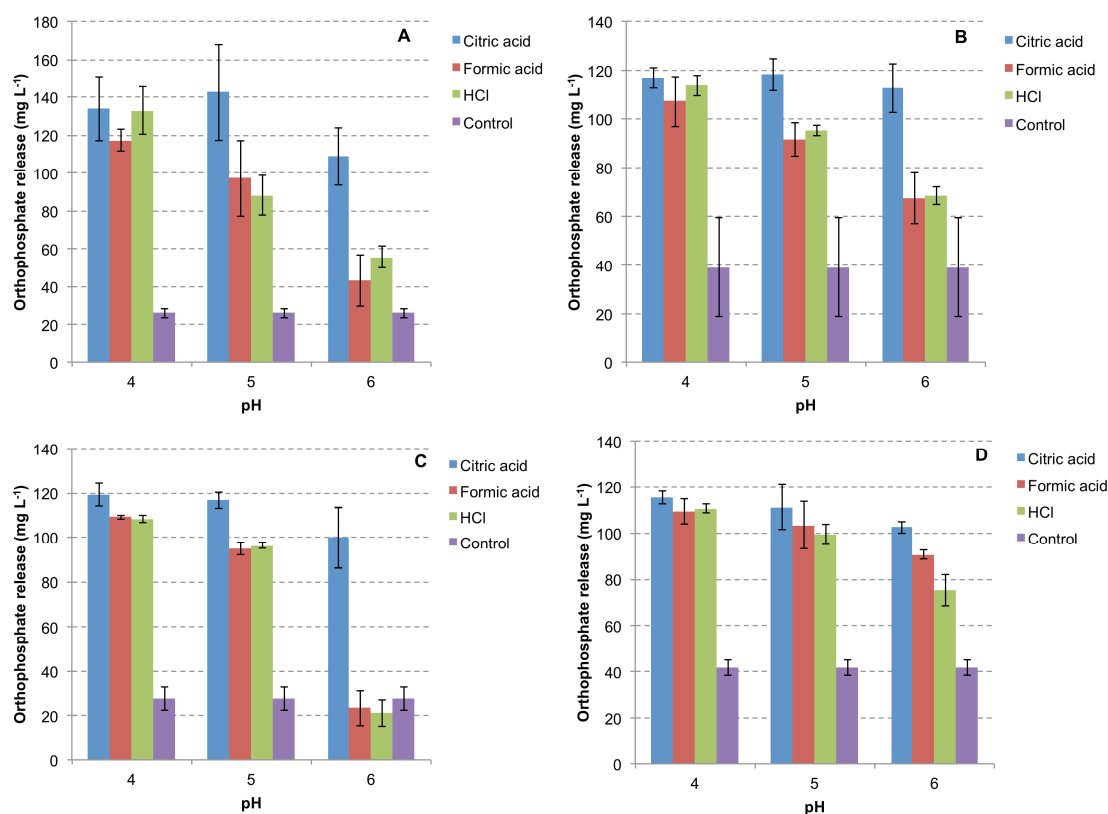 A
Orthophosphate release (mg L⁻¹)
180
160
140
120
100
80
60
40
20
0
4 5 6
pH
Citric acid
Formic acid
HCl
Control
B
Orthophosphate release (mg L⁻¹)
140
120
100
80
60
40
20
0
4 5 6
pH
Citric acid
Formic acid
HCl
Control
C
Orthophosphate release (mg L⁻¹)
140
120
100
80
60
40
20
0
4 5 6
pH
Citric acid
Formic acid
HCl
Control
D
Orthophosphate release (mg L⁻¹)
140
120
100
80
60
40
20
0
4 5 6
pH
Citric acid
Formic acid
HCl
Control